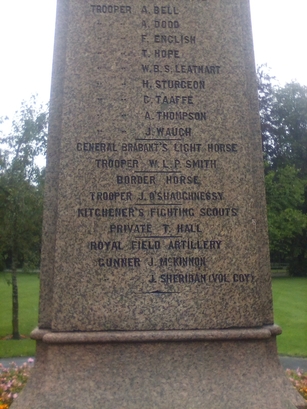 TROOPER A. BELL
" A. DODD
" F. ENGLISH
" T. HOPE
" W.B.S. LEATHART
" H. STURGEON
" C. TAAFFE
" A. THOMPSON
" J. WAUGH
GENERAL BRABANT'S LIGHT HORSE
TROOPER W.L.P. SMITH
BORDER HORSE
TROOPER J. O'SHAUGHNESSY
KITCHENER'S FIGHTING SCOUTS
PRIVATE T. HALL
ROYAL FIELD ARTILLERY
GUNNER J. McKINNON
J. SHERIDAN (VOL. COY.)